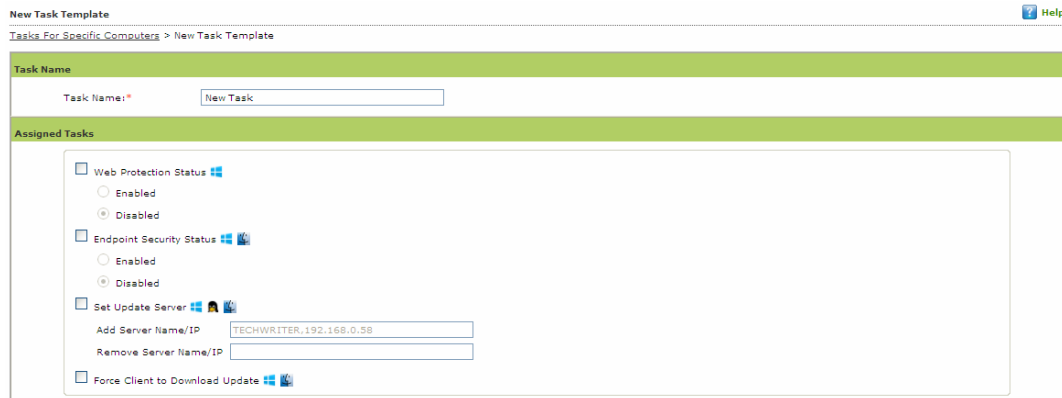 New Task Template
Help
Tasks For Specific Computers > New Task Template
Task Name
Task Name:* New Task
Assigned Tasks
Web Protection Status
Enabled
Disabled
Endpoint Security Status
Enabled
Disabled
Set Update Server
Add Server Name/IP TECHWRITER,192.168.0.58
Remove Server Name/IP
Force Client to Download Update